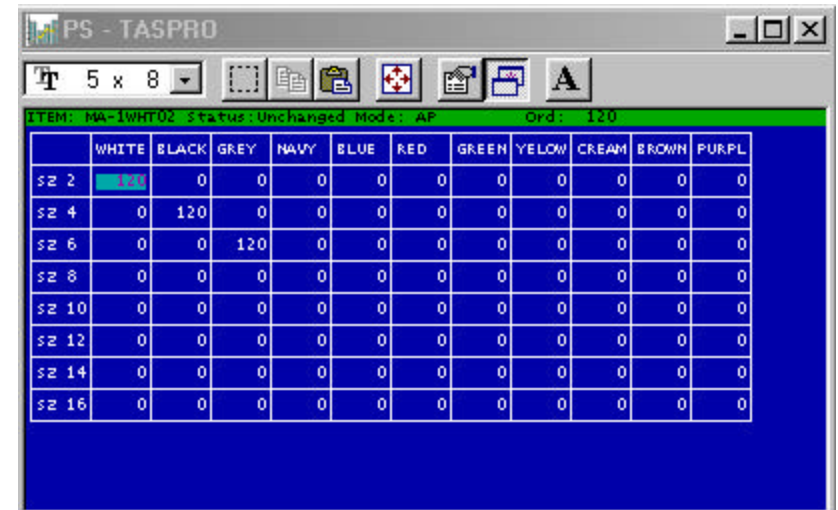 PS - TASPRO
Tr 5 x 8 A
ITEM: MA-1WHT02 Status:Unchanged Mode: AP Ord: 120
WHITE BLACK GREY NAVY BLUE RED GREEN YELOW CREAM BROWN PURPL
sz 2 120 0 0 0 0 0 0 0 0 0 0
sz 4 0 120 0 0 0 0 0 0 0 0 0
sz 6 0 0 120 0 0 0 0 0 0 0 0
sz 8 0 0 0 0 0 0 0 0 0 0 0
sz 10 0 0 0 0 0 0 0 0 0 0 0
sz 12 0 0 0 0 0 0 0 0 0 0 0
sz 14 0 0 0 0 0 0 0 0 0 0 0
sz 16 0 0 0 0 0 0 0 0 0 0 0